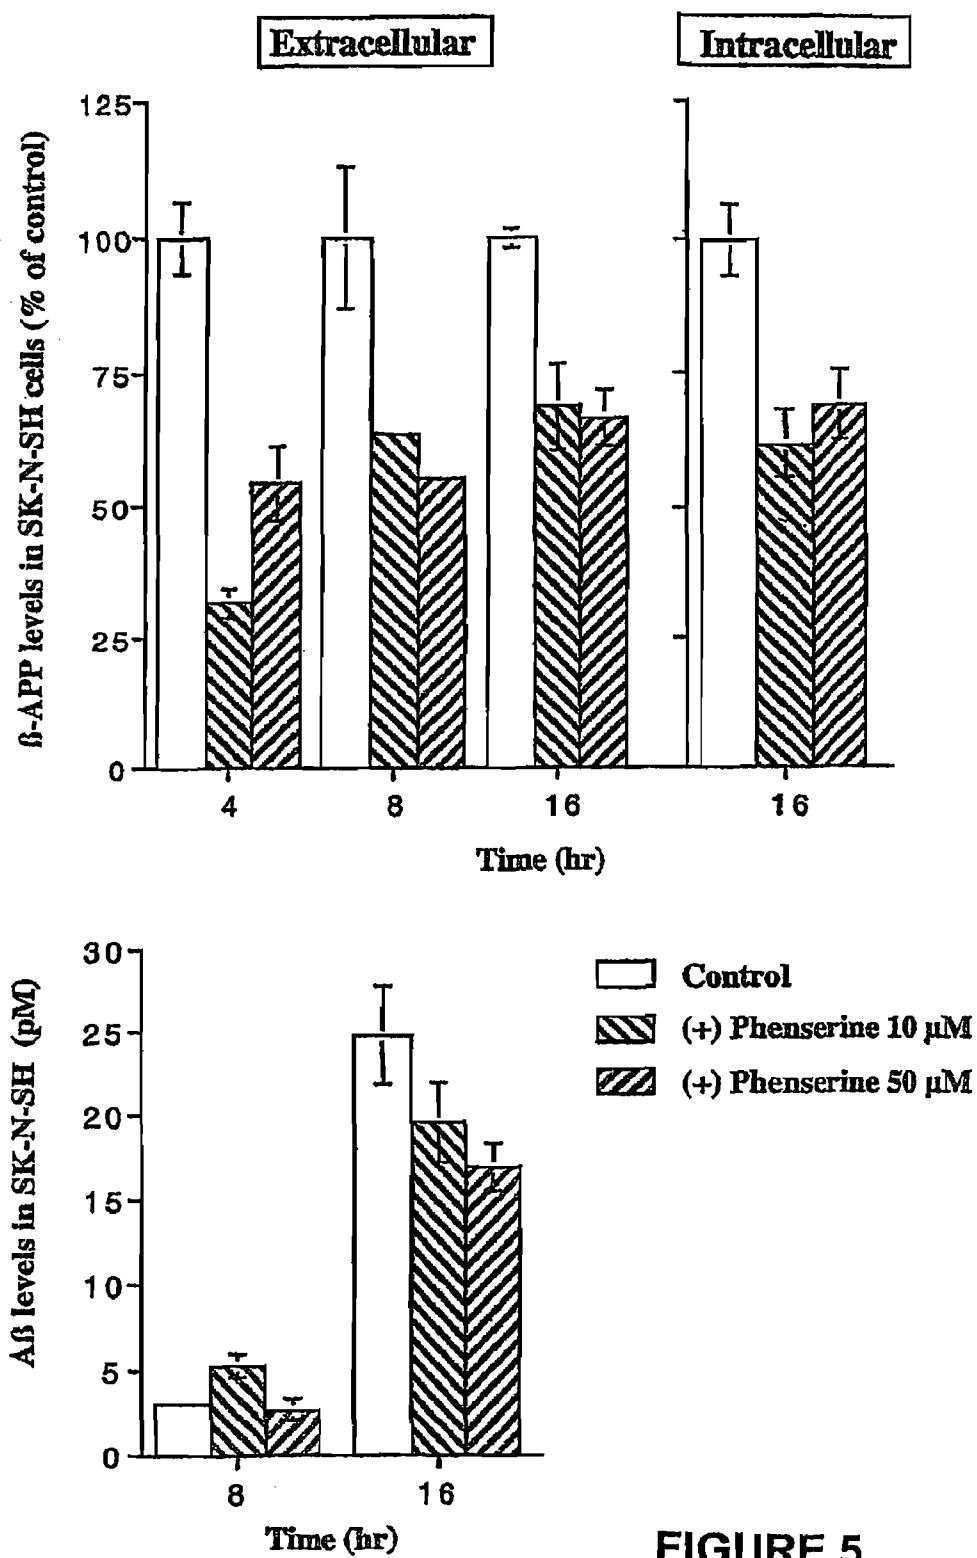 Extracellular
Intracellular
ß-APP levels in SK-N-SH cells (% of control)
125
100
75
50
25
0
4
8
16
16
Time (hr)
Aß levels in SK-N-SH (pM)
30
25
20
15
10
5
0
8
16
Time (hr)
Control
(+) Phenserine 10 µM
(+) Phenserine 50 µM
FIGURE 5